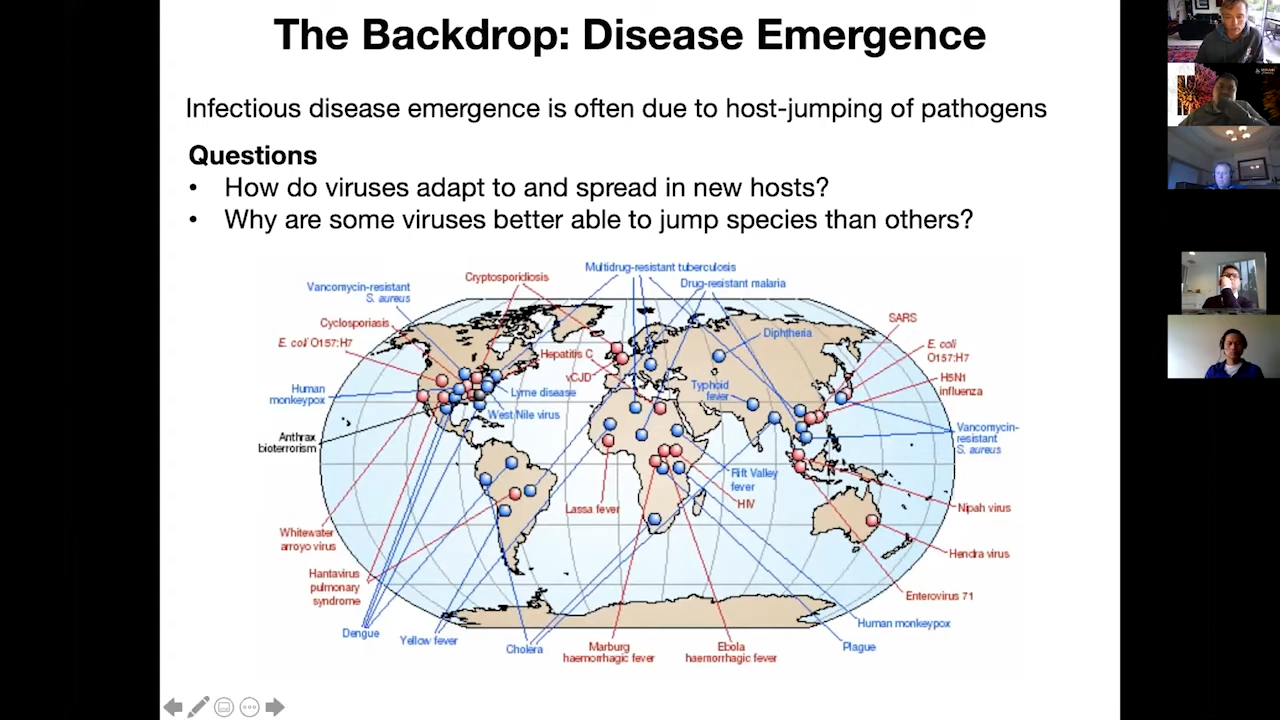 The Backdrop: Disease Emergence
Infectious disease emergence is often due to host-jumping of pathogens
Questions
• How do viruses adapt to and spread in new hosts?
• Why are some viruses better able to jump species than others?
Cryptosporidiosis
Multidrug-resistant tuberculosis
Drug-resistant malaria
Vancomycin-resistant
S. aureus
Cyclosporiasis
E. coli O157:H7
Human
monkeypox
Anthrax
bioterrorism
Hepatitis C
vCJD
Lyme disease
West Nile virus
Diphtheria
Typhoid
fever
SARS
E. coli
O157:H7
H5N1
influenza
Vancomycin-
resistant
S. aureus
Rift Valley
fever
HIV
Lassa fever
Nipah virus
Hendra virus
Enterovirus 71
Whitewater
arroyo virus
Hantavirus
pulmonary
syndrome
Dengue
Yellow fever
Cholera
Marburg
haemorrhagic fever
Ebola
haemorrhagic fever
Human monkeypox
Plague